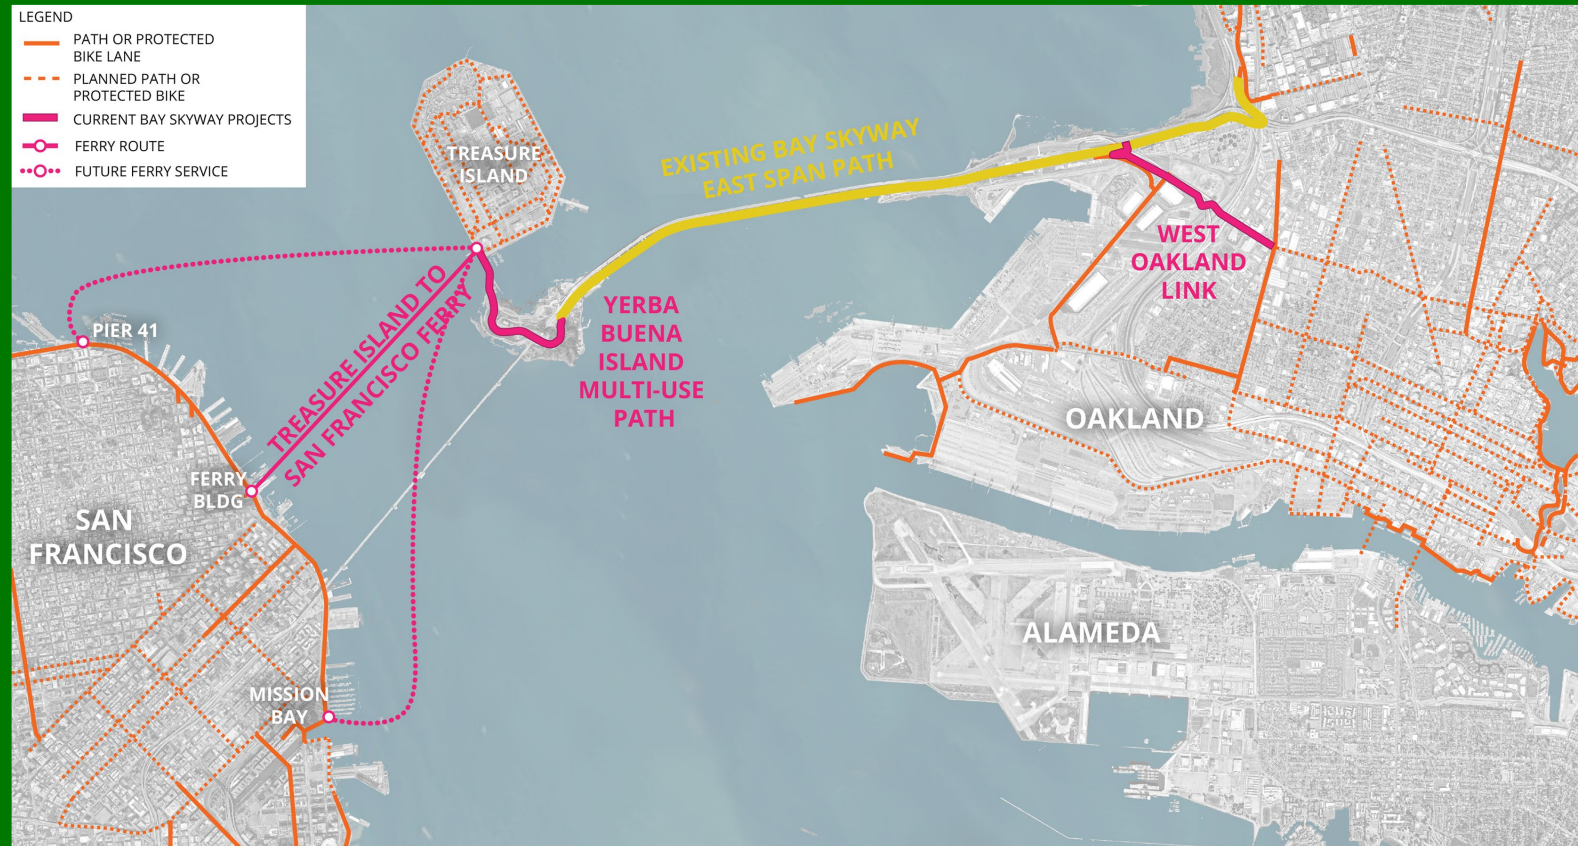 LEGEND
PATH OR PROTECTED
BIKE LANE
PLANNED PATH OR
PROTECTED BIKE
CURRENT BAY SKYWAY PROJECTS
FERRY ROUTE
FUTURE FERRY SERVICE
TREASURE
ISLAND
EXISTING BAY SKYWAY
EAST SPAN PATH
WEST
OAKLAND
LINK
PIER 41
TREASURE ISLAND TO
SAN FRANCISCO FERRY
YERBA
BUENA
ISLAND
MULTI-USE
PATH
OAKLAND
FERRY
BLDG
SAN
FRANCISCO
ALAMEDA
MISSION
BAY